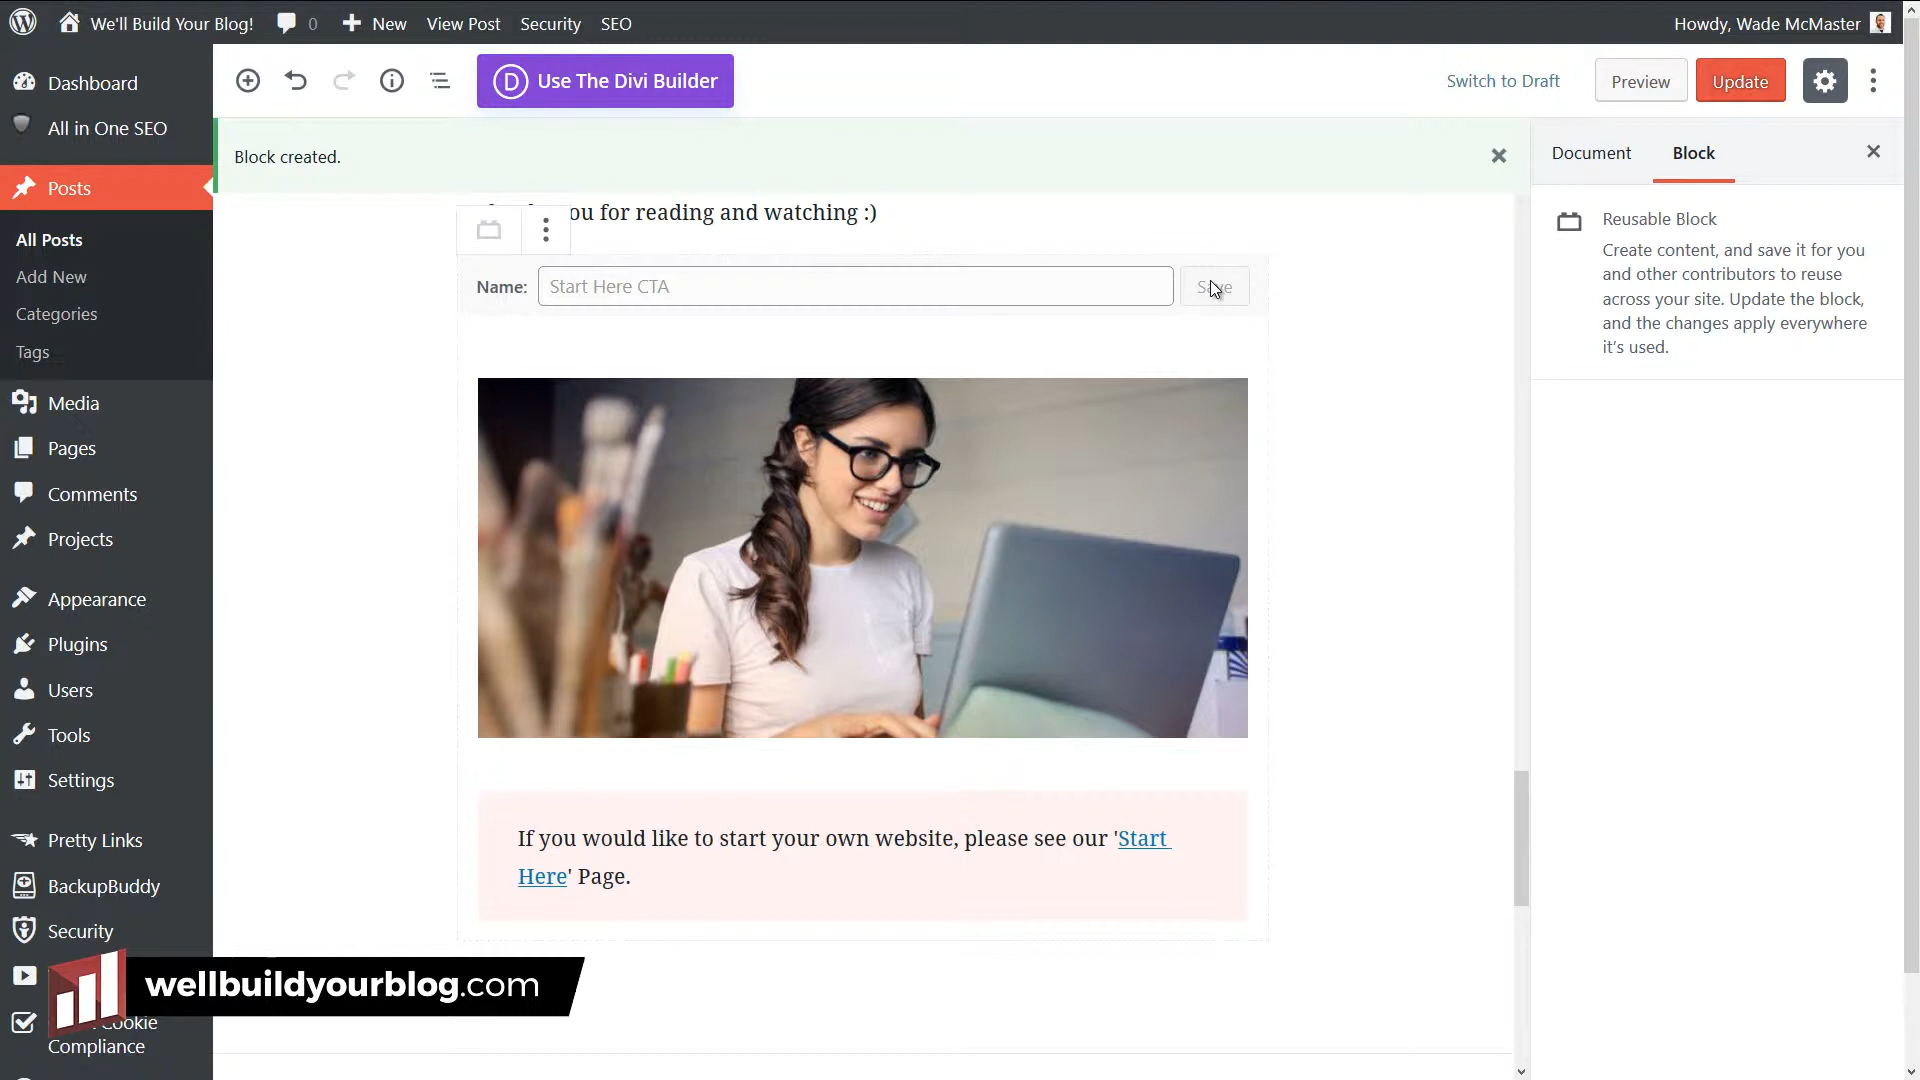 We'll Build Your Blog!
0
New
View Post
Security
SEO
Howdy, Wade McMaster
Dashboard
All in One SEO
Posts
All Posts
Add New
Categories
Tags
Media
Pages
Comments
Projects
Appearance
Plugins
Users
Tools
Settings
Pretty Links
BackupBuddy
Security
Cookie
Compliance
D Use The Divi Builder
Switch to Draft
Preview
Update
Block created.
ou for reading and watching :)
Name:
Start Here CTA
Save
If you would like to start your own website, please see our 'Start
Here' Page.
Document
Block
Reusable Block
Create content, and save it for you
and other contributors to reuse
across your site. Update the block,
and the changes apply everywhere
it's used.
wellbuildyourblog.com